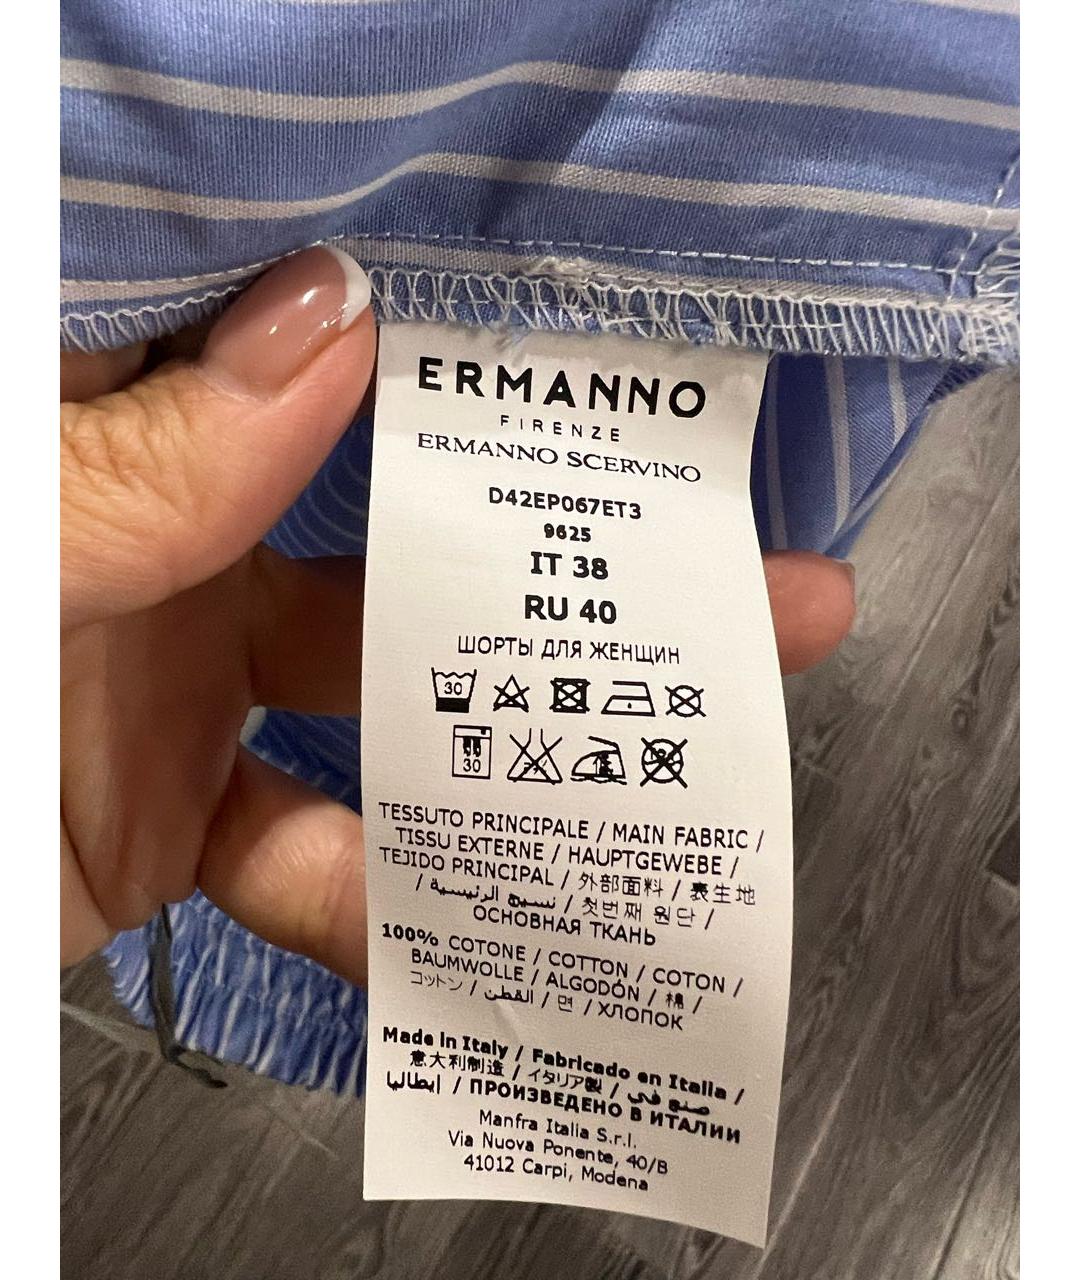 ERMANNO
FIRENZE
ERMANNO SCERVINO
D42EP067ET3
9625
IT 38
RU 40
ШОРТЫ ДЛЯ ЖЕНЩИН
30
30
TESSUTO PRINCIPALE / MAIN FABRIC /
TISSU EXTERNE / HAUPTGEWEBE /
TEJIDO PRINCIPAL / 外部面料 / 表生地
/ نسيج الرئيسية / 첫번째 원단 /
ОСНОВНАЯ ТКАНЬ
100% COTONE / COTTON / COTON /
BAUMWOLLE / ALGODÓN / 棉 /
コットン / القطن / 면 / ХЛОПОК
Made in Italy / Fabricado en Italia /
意大利制造 / イタリア製 / صنع في
إيطاليا / ПРОИЗВЕДЕНО В ИТАЛИИ
Manfra Italia S.r.l.
Via Nuova Ponente, 40/B
41012 Carpi, Modena